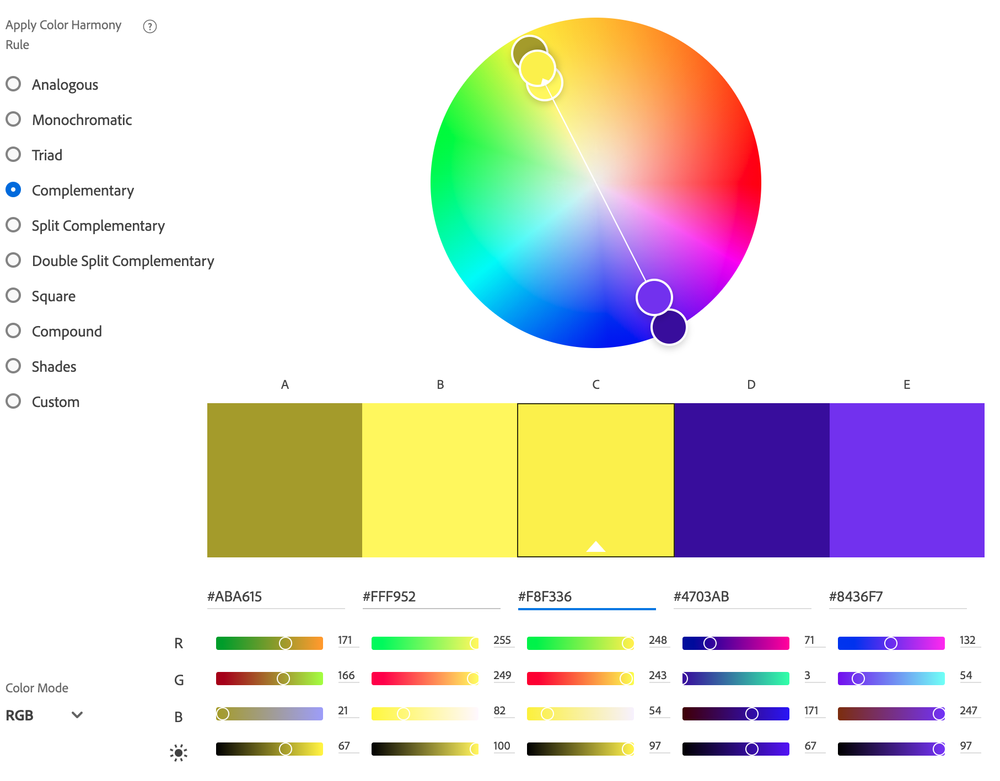 Apply Color Harmony
Rule
?
Analogous
Monochromatic
Triad
Complementary
Split Complementary
Double Split Complementary
Square
Compound
Shades
Custom
A B C D E
#ABA615 #FFF952 #F8F336 #4703AB #8436F7
R 171 255 248 71 132
G 166 249 243 3 54
Color Mode
B 21 82 54 171 247
RGB
67 100 97 67 97